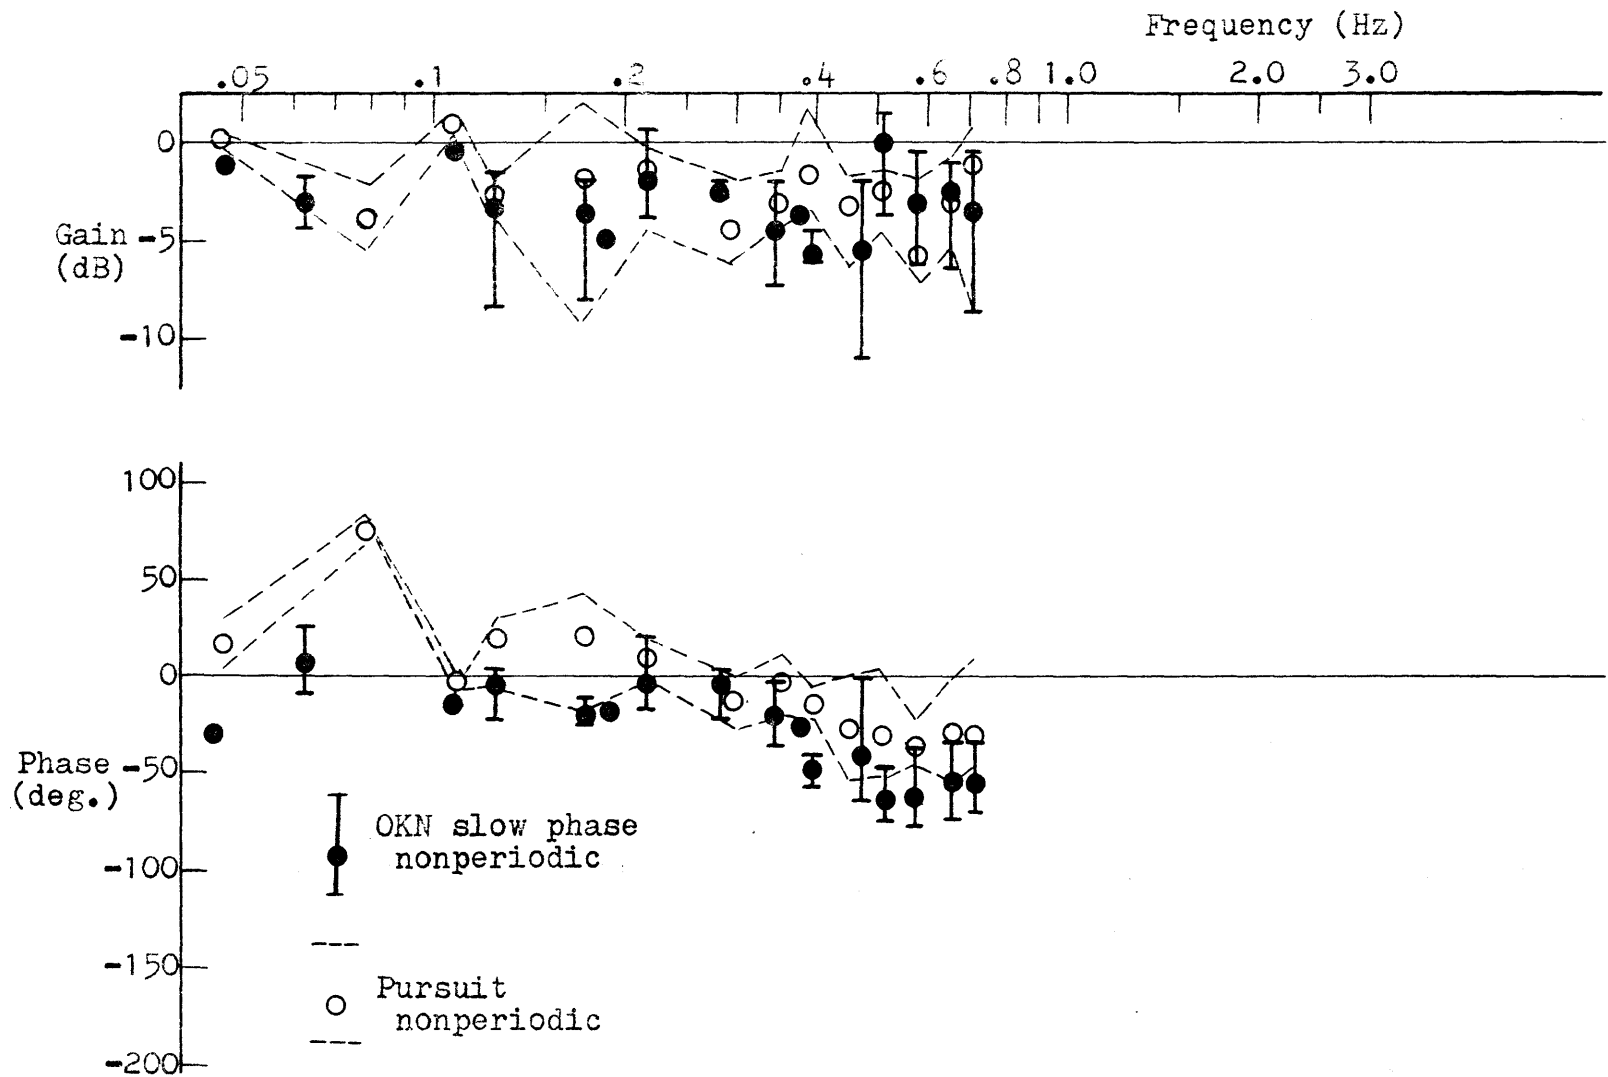 Frequency (Hz)
.05 .1 .2 .4 .6 .8 1.0 2.0 3.0
0
Gain -5
(dB)
-10
100
50
0
Phase -50
(deg.)
OKN slow phase
nonperiodic
-100
-150
Pursuit
nonperiodic
-200